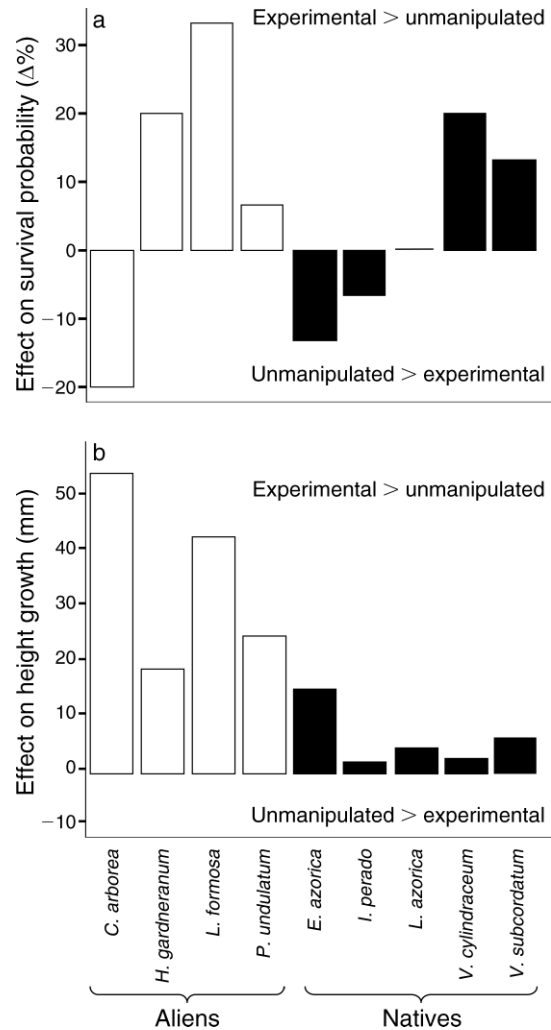 a
Experimental > unmanipulated
Effect on survival probability (Δ%)
30
20
10
0
−10
−20
Unmanipulated > experimental
b
Experimental > unmanipulated
Effect on height growth (mm)
50
40
30
20
10
0
−10
Unmanipulated > experimental
C. arborea
H. gardneranum
L. formosa
P. undulatum
E. azorica
I. perado
L. azorica
V. cylindraceum
V. subcordatum
Aliens
Natives